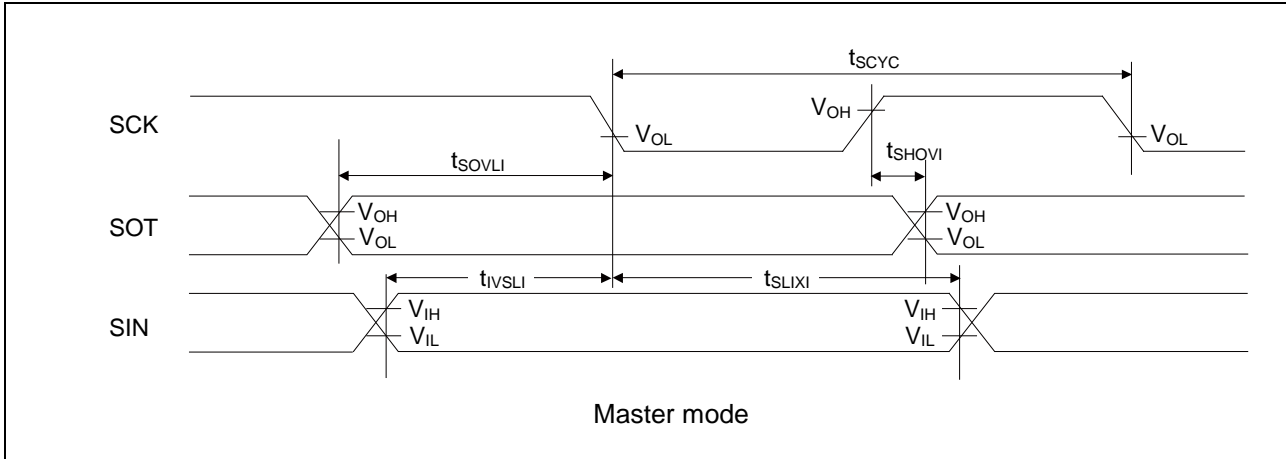 tSCYC
SCK
VOH
VOL
VOL
tSHOVI
tSOVLI
SOT
VOH
VOL
VOH
VOL
tIVSLI
tSLIXI
SIN
VIH
VIL
VIH
VIL
Master mode